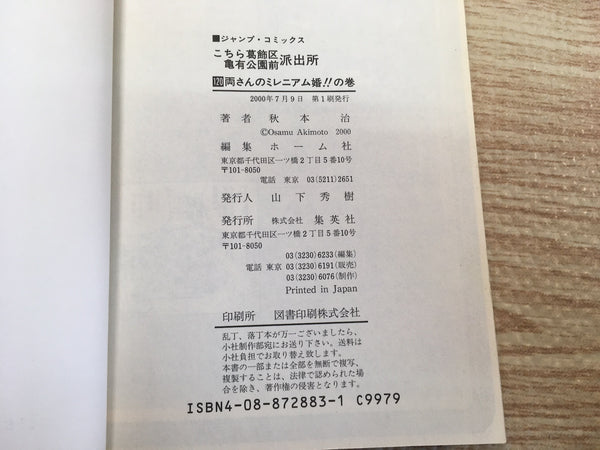 ■ジャンプ・コミックス
こちら葛飾区
亀有公園前派出所
120両さんのミレニアム婚!!の巻
2000年7月9日 第1刷発行
著者 秋本治
©Osamu Akimoto 2000
編集 ホーム社
東京都千代田区一ツ橋2丁目5番10号
〒101-8050
電話 東京 03(5211)2651
発行人 山下秀樹
発行所 株式会社 集英社
東京都千代田区一ツ橋2丁目5番10号
〒101-8050
03(3230)6233(編集)
電話 東京 03(3230)6191(販売)
03(3230)6076(制作)
Printed in Japan
印刷所 図書印刷株式会社
乱丁、落丁本が万一ございましたら、
小社制作部宛にお送り下さい。送料は
小社負担でお取り替え致します。
本書の一部または全部を無断で複写、
複製することは、法律で認められた場
合を除き、著作権の侵害となります。
ISBN4-08-872883-1 C9979